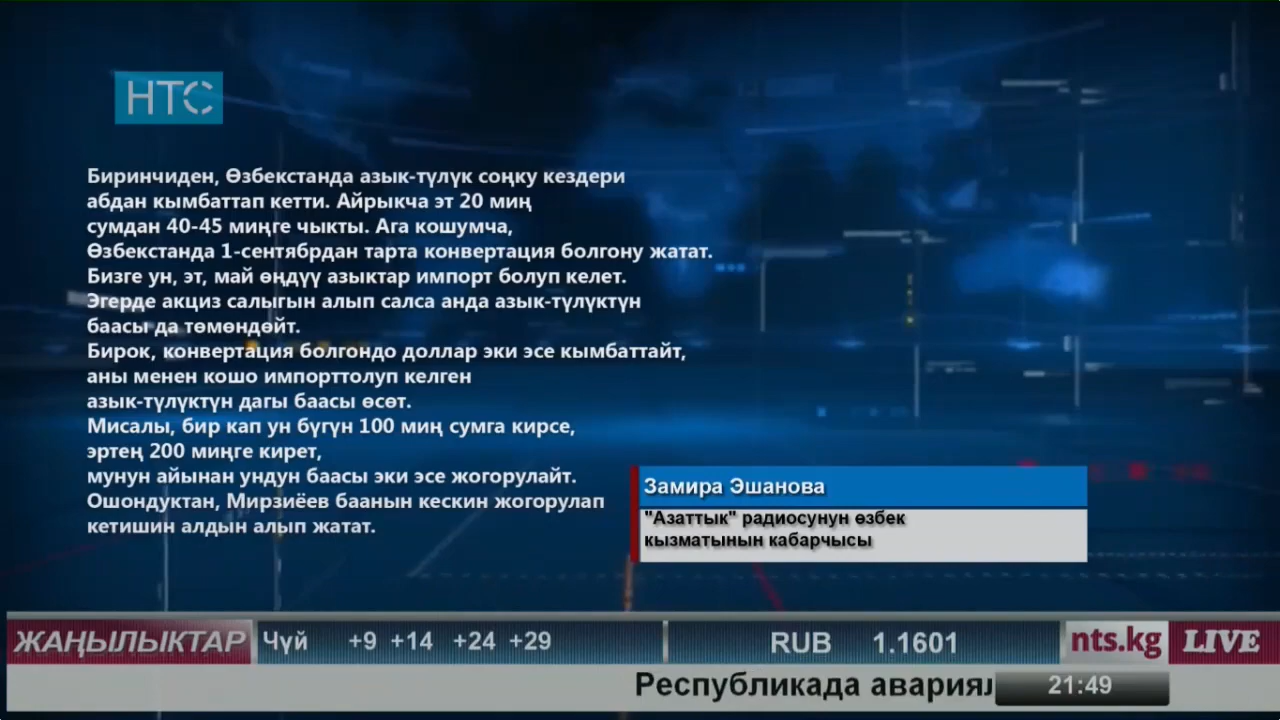 НТС
Биринчиден, Өзбекстанда азык-түлүк соңку кездери
абдан кымбаттап кетти. Айрыкча эт 20 миң
сумдан 40-45 миңге чыкты. Ага кошумча,
Өзбекстанда 1-сентябрдан тарта конвертация болгону жатат.
Бизге ун, эт, май өңдүү азыктар импорт болуп келет.
Эгерде акциз салыгын алып салса анда азык-түлүктүн
баасы да төмөндөйт.
Бирок, конвертация болгондо доллар эки эсе кымбаттайт,
аны менен кошо импорттолуп келген
азык-түлүктүн дагы баасы өсөт.
Мисалы, бир кап ун бүгүн 100 миң сумга кирсе,
эртең 200 миңге кирет,
мунун айынан ундун баасы эки эсе жогорулайт.
Ошондуктан, Мирзиёев баанын кескин жогорулап
кетишин алдын алып жатат.
Замира Эшанова
"Азаттык" радиосунун өзбек
кызматынын кабарчысы
ЖАҢЫЛЫКТАР Чүй +9 +14 +24 +29 RUB 1.1601 nts.kg LIVE
Республикада 21:49